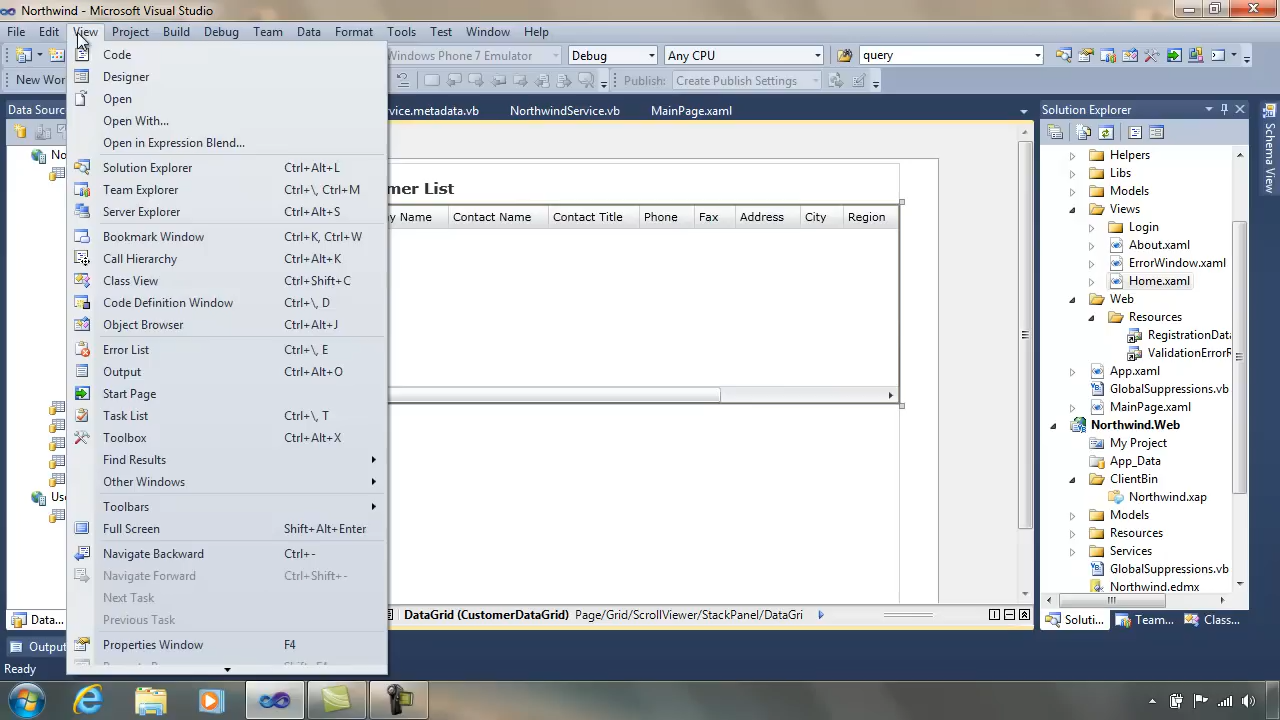 Northwind - Microsoft Visual Studio
File Edit View Project Build Debug Team Data Format Tools Test Window Help
Windows Phone 7 Emulator Debug Any CPU query
New Wor Publish: Create Publish Settings
Data Sourc
vice.metadata.vb NorthwindService.vb MainPage.xaml
Code
Designer
Open
Open With...
Open in Expression Blend...
Solution Explorer Ctrl+Alt+L
Team Explorer Ctrl+\, Ctrl+M
Server Explorer Ctrl+Alt+S
Bookmark Window Ctrl+K, Ctrl+W
Call Hierarchy Ctrl+Alt+K
Class View Ctrl+Shift+C
Code Definition Window Ctrl+\, D
Object Browser Ctrl+Alt+J
Error List Ctrl+\, E
Output Ctrl+Alt+O
Start Page
Task List Ctrl+\, T
Toolbox Ctrl+Alt+X
Find Results
Other Windows
Toolbars
Full Screen Shift+Alt+Enter
Navigate Backward Ctrl+-
Navigate Forward Ctrl+Shift+-
Next Task
Previous Task
Properties Window F4
No
Us
Data...
Output
Ready
mer List
y Name Contact Name Contact Title Phone Fax Address City Region
DataGrid (CustomerDataGrid) Page/Grid/ScrollViewer/StackPanel/DataGri
Solution Explorer
Helpers
Libs
Models
Views
Login
About.xaml
ErrorWindow.xaml
Home.xaml
Web
Resources
RegistrationData
ValidationErrorR
App.xaml
GlobalSuppressions.vb
MainPage.xaml
Northwind.Web
My Project
App_Data
ClientBin
Northwind.xap
Models
Resources
Services
GlobalSuppressions.vb
Northwind.edmx
Soluti... Team... Class...
Schema View